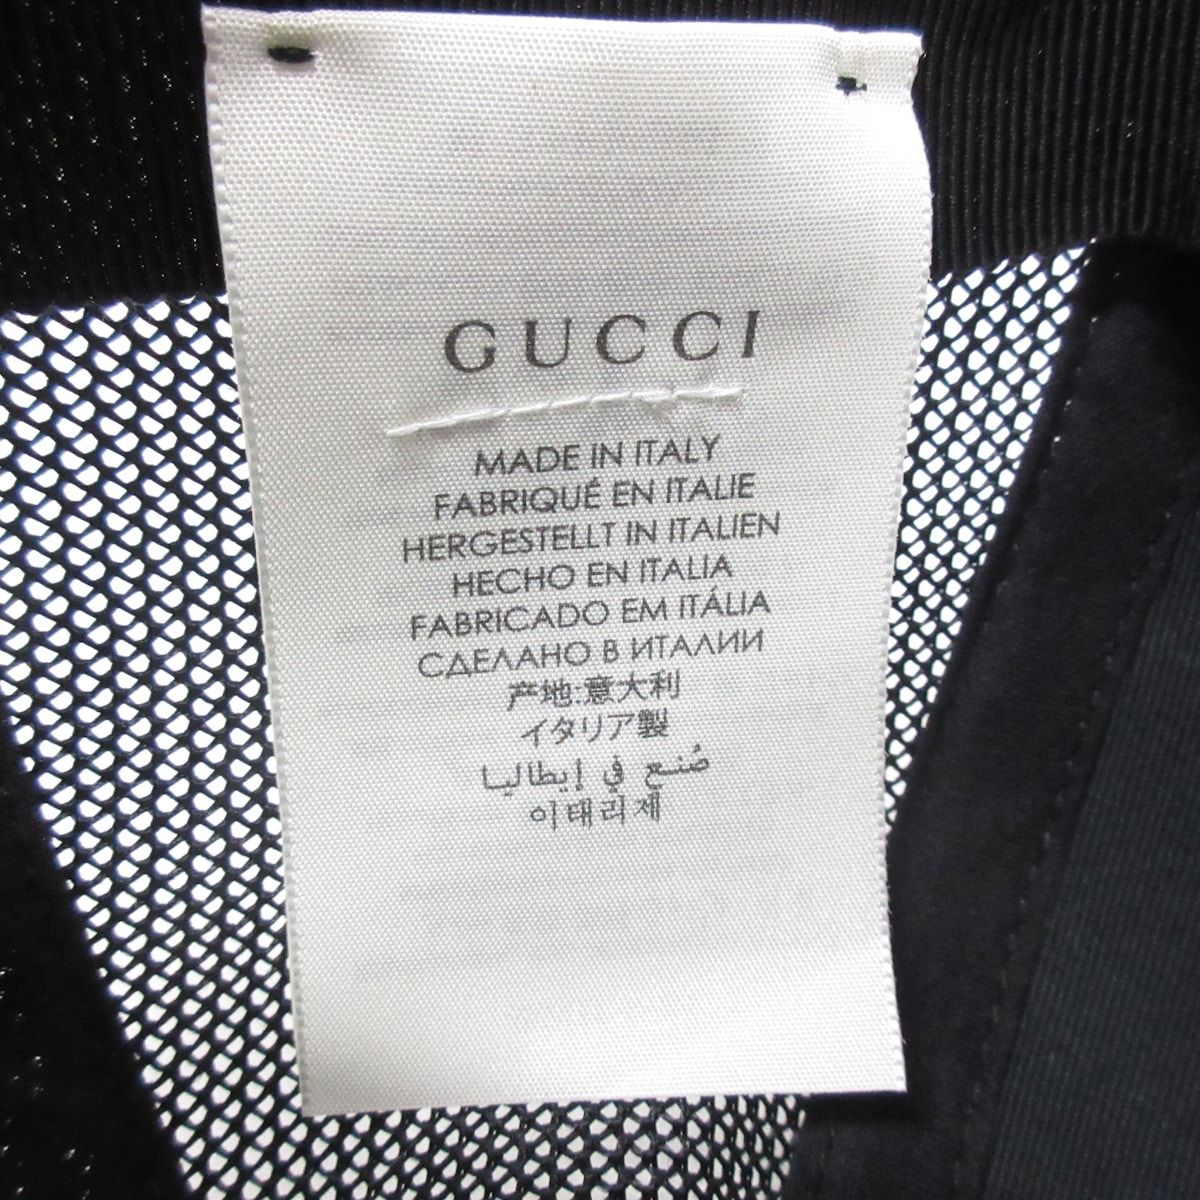 GUCCI
MADE IN ITALY
FABRIQUÉ EN ITALIE
HERGESTELLT IN ITALIEN
HECHO EN ITALIA
FABRICADO EM ITÁLIA
СДЕЛАНО В ИТАЛИИ
产地:意大利
イタリア製
صُنع في إيطاليا
이태리제